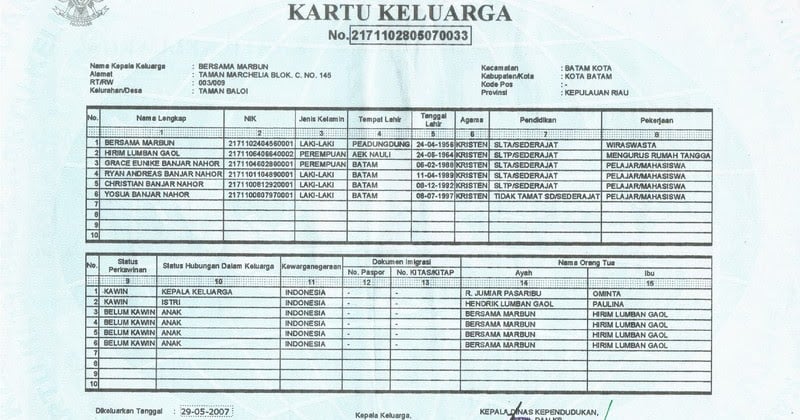 KARTU KELUARGA
No.2171102805070033
Nama Kepala Keluarga : BERSAMA MARBUN
Alamat : TAMAN MARCHELIA BLOK. C. NO. 145
RT/RW : 003/009
Kelurahan/Desa : TAMAN BALOI
Kecamatan : BATAM KOTA
Kabupaten/Kota : KOTA BATAM
Kode Pos : -
Provinsi : KEPULAUAN RIAU
No. Nama Lengkap NIK Jenis Kelamin Tempat Lahir Tanggal Lahir Agama Pendidikan Pekerjaan
1 2 3 4 5 6 7 8
1 BERSAMA MARBUN 2171102404560001 LAKI-LAKI PEADUNGDUNG 24-04-1956 KRISTEN SLTA/SEDERAJAT WIRASWASTA
2 HIRIM LUMBAN GAOL 2171106406640002 PEREMPUAN AEK NAULI 24-06-1964 KRISTEN SLTA/SEDERAJAT MENGURUS RUMAH TANGGA
3 GRACE EUNIKE BANJAR NAHOR 2171104602890001 PEREMPUAN BATAM 06-02-1989 KRISTEN SLTP/SEDERAJAT PELAJAR/MAHASISWA
4 RYAN ANDREAS BANJAR NAHOR 2171101104890001 LAKI-LAKI BATAM 11-04-1989 KRISTEN SLTA/SEDERAJAT PELAJAR/MAHASISWA
5 CHRISTIAN BANJAR NAHOR 2171100812920001 LAKI-LAKI BATAM 08-12-1992 KRISTEN SLTP/SEDERAJAT PELAJAR/MAHASISWA
6 YOSUA BANJAR NAHOR 2171100807970001 LAKI-LAKI BATAM 08-07-1997 KRISTEN TIDAK TAMAT SD/SEDERAJAT PELAJAR/MAHASISWA
7
8
9
10
No. Status Perkawinan Status Hubungan Dalam Keluarga Kewarganegaraan Dokumen Imigrasi Nama Orang Tua
No. Paspor No. KITAS/KITAP Ayah Ibu
9 10 11 12 13 14 15
1 KAWIN KEPALA KELUARGA INDONESIA - - R. JUMIAR PASARIBU OMINTA
2 KAWIN ISTRI INDONESIA - - HENDRIK LUMBAN GAOL PAULINA
3 BELUM KAWIN ANAK INDONESIA - - BERSAMA MARBUN HIRIM LUMBAN GAOL
4 BELUM KAWIN ANAK INDONESIA - - BERSAMA MARBUN HIRIM LUMBAN GAOL
5 BELUM KAWIN ANAK INDONESIA - - BERSAMA MARBUN HIRIM LUMBAN GAOL
6 BELUM KAWIN ANAK INDONESIA - - BERSAMA MARBUN HIRIM LUMBAN GAOL
7
8
9
10
Dikeluarkan Tanggal : 29-05-2007
Kepala Keluarga,
KEPALA DINAS KEPENDUDUKAN,